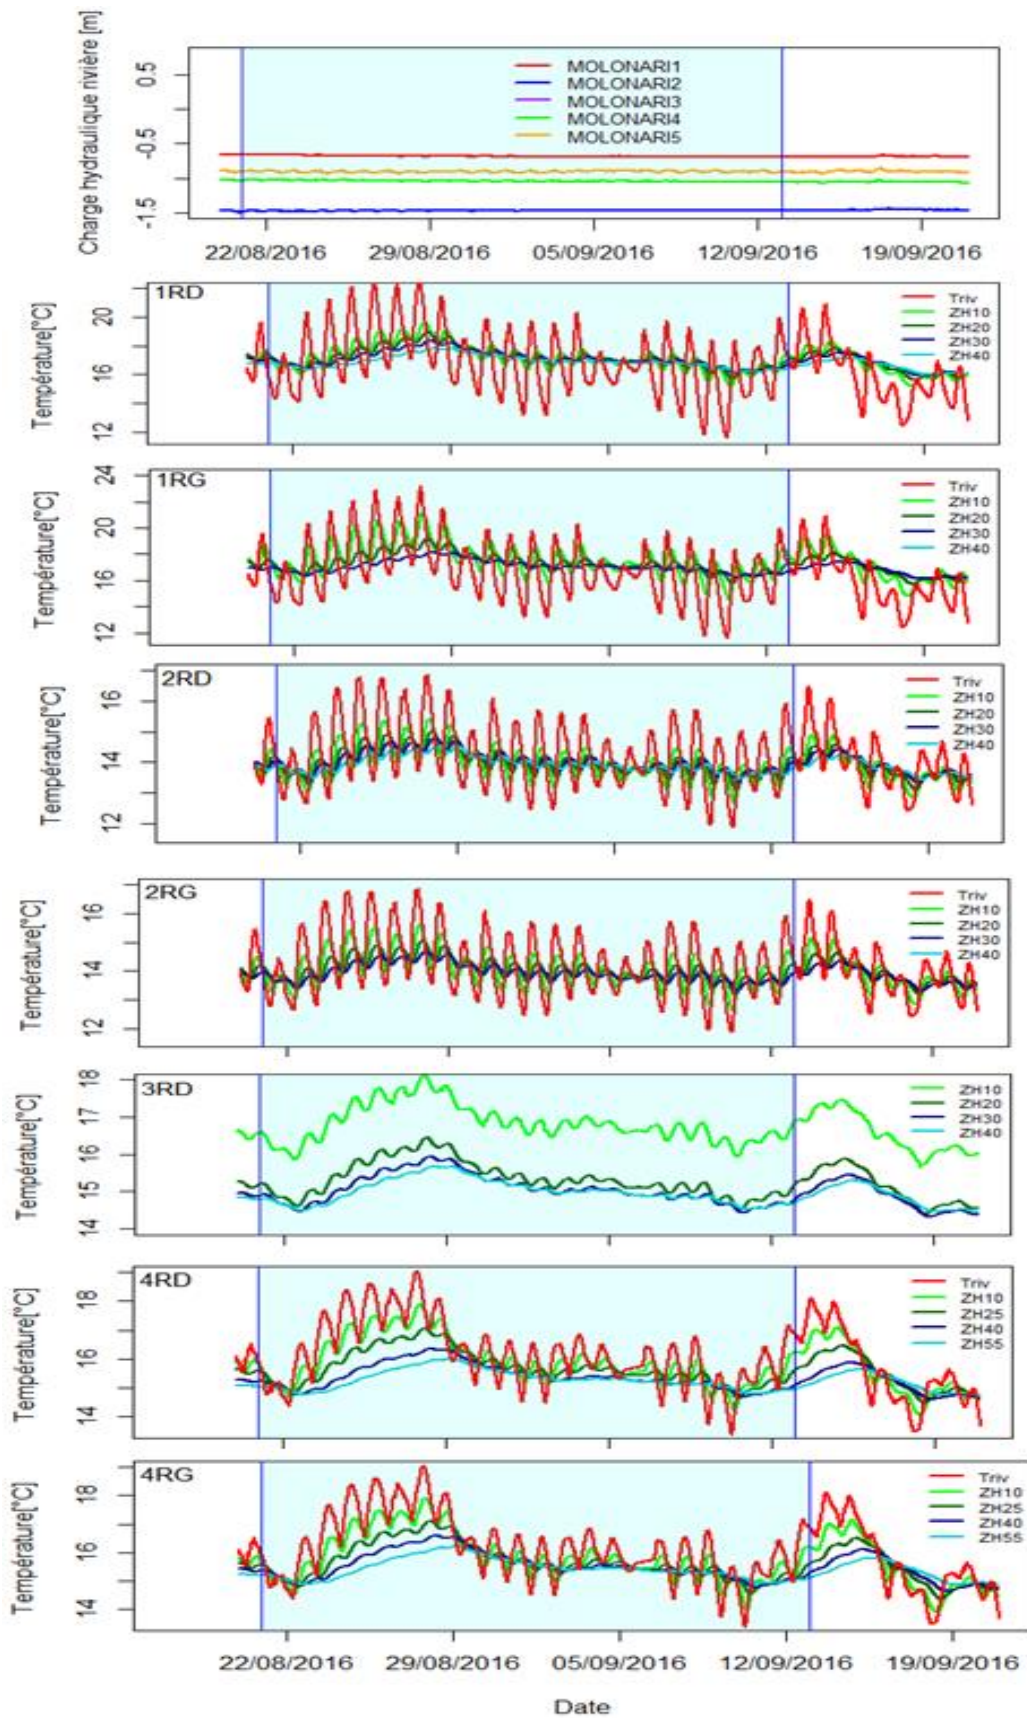 Charge hydraulique rivière [m]
0.5
-0.5
-1.5
MOLONARI1
MOLONARI2
MOLONARI3
MOLONARI4
MOLONARI5
22/08/2016 29/08/2016 05/09/2016 12/09/2016 19/09/2016
1RD
Température[°C]
20
16
12
Triv
ZH10
ZH20
ZH30
ZH40
1RG
Température[°C]
24
20
16
12
Triv
ZH10
ZH20
ZH30
ZH40
2RD
Température[°C]
16
14
12
Triv
ZH10
ZH20
ZH30
ZH40
2RG
Température[°C]
16
14
12
Triv
ZH10
ZH20
ZH30
ZH40
3RD
Température[°C]
18
17
16
15
14
ZH10
ZH20
ZH30
ZH40
4RD
Température[°C]
18
16
14
Triv
ZH10
ZH25
ZH40
ZH55
4RG
Température[°C]
18
16
14
Triv
ZH10
ZH25
ZH40
ZH55
22/08/2016 29/08/2016 05/09/2016 12/09/2016 19/09/2016
Date